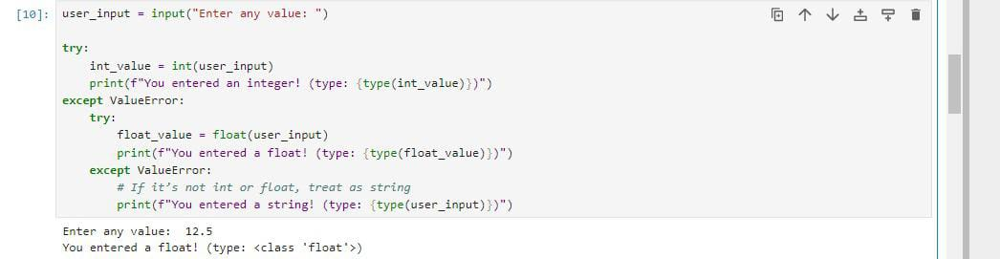 [10]: user_input = input("Enter any value: ")

try:
    int_value = int(user_input)
    print(f"You entered an integer! (type: {type(int_value)})")
except ValueError:
    try:
        float_value = float(user_input)
        print(f"You entered a float! (type: {type(float_value)})")
    except ValueError:
        # If it’s not int or float, treat as string
        print(f"You entered a string! (type: {type(user_input)})")
Enter any value:  12.5
You entered a float! (type: <class 'float'>)